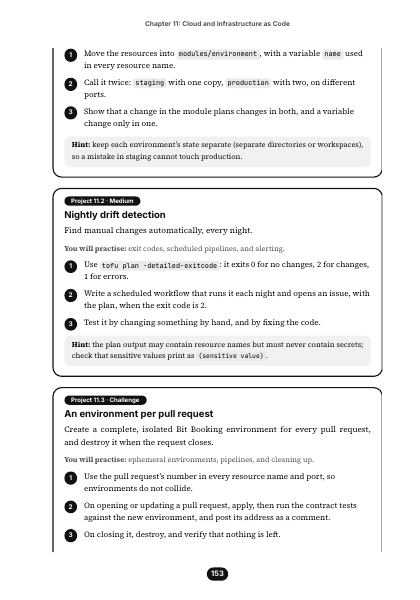 Chapter 11: Cloud and Infrastructure as Code
1 Move the resources into modules/environment, with a variable name used
in every resource name.
2 Call it twice: staging with one copy, production with two, on different
ports.
3 Show that a change in the module plans changes in both, and a variable
change only in one.
Hint: keep each environment's state separate (separate directories or workspaces),
so a mistake in staging cannot touch production.
Project 11.2 · Medium
Nightly drift detection
Find manual changes automatically, every night.
You will practise: exit codes, scheduled pipelines, and alerting.
1 Use tofu plan -detailed-exitcode: it exits 0 for no changes, 2 for changes,
1 for errors.
2 Write a scheduled workflow that runs it each night and opens an issue, with
the plan, when the exit code is 2.
3 Test it by changing something by hand, and by fixing the code.
Hint: the plan output may contain resource names but must never contain secrets;
check that sensitive values print as (sensitive value).
Project 11.3 · Challenge
An environment per pull request
Create a complete, isolated Bit Booking environment for every pull request,
and destroy it when the request closes.
You will practise: ephemeral environments, pipelines, and cleaning up.
1 Use the pull request's number in every resource name and port, so
environments do not collide.
2 On opening or updating a pull request, apply, then run the contract tests
against the new environment, and post its address as a comment.
3 On closing it, destroy, and verify that nothing is left.
153